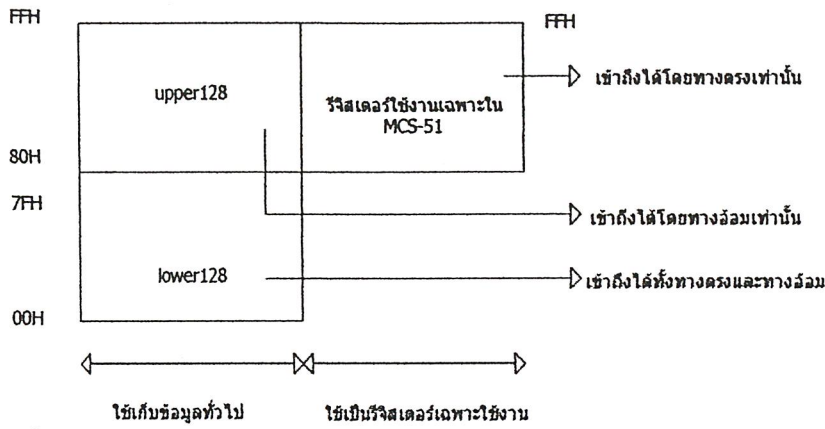 FFH
FFH
upper128
รีจิสเตอร์ใช้งานเฉพาะใน
MCS-51
เข้าถึงได้โดยทางตรงเท่านั้น
80H
7FH
เข้าถึงได้โดยทางอ้อมเท่านั้น
lower128
เข้าถึงได้ทั้งทางตรงและทางอ้อม
00H
ใช้เก็บข้อมูลทั่วไป
ใช้เป็นรีจิสเตอร์เฉพาะใช้งาน